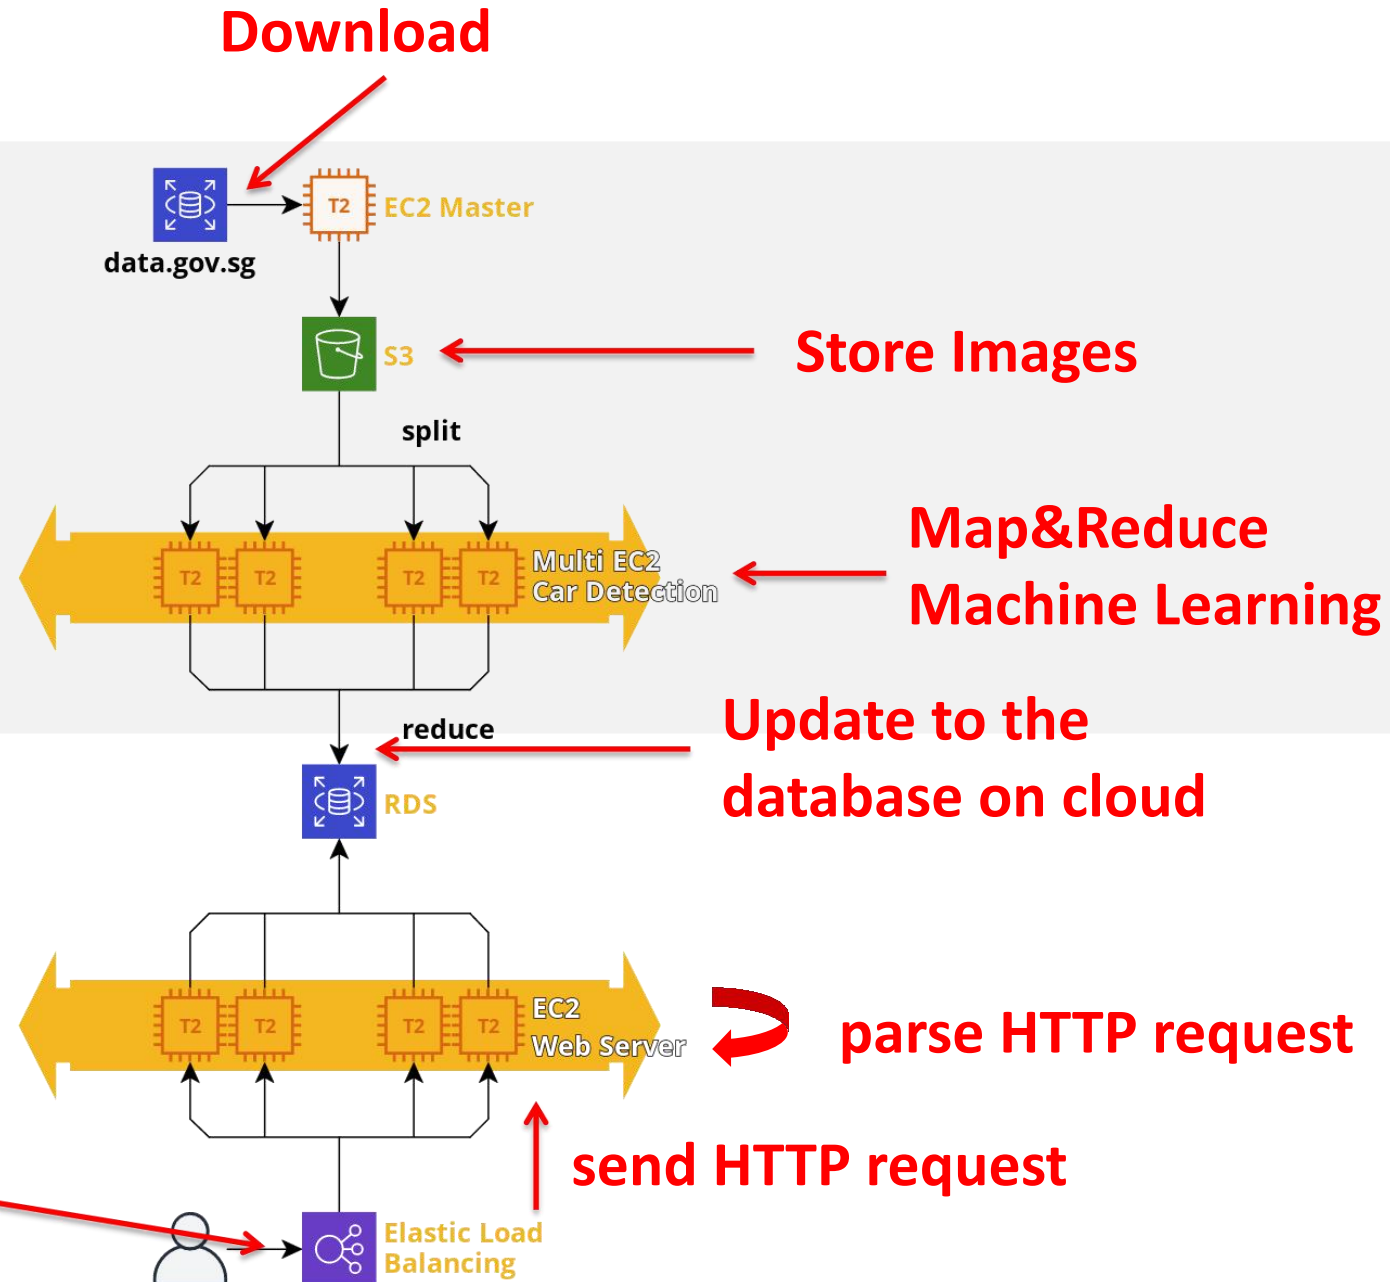 Download
T2
EC2 Master
data.gov.sg
S3
Store Images
split
Map&Reduce
Machine Learning
T2
T2
T2
T2
Multi EC2
Car Detection
reduce
Update to the
database on cloud
RDS
T2
T2
T2
T2
EC2
Web Server
parse HTTP request
send HTTP request
Elastic Load
Balancing